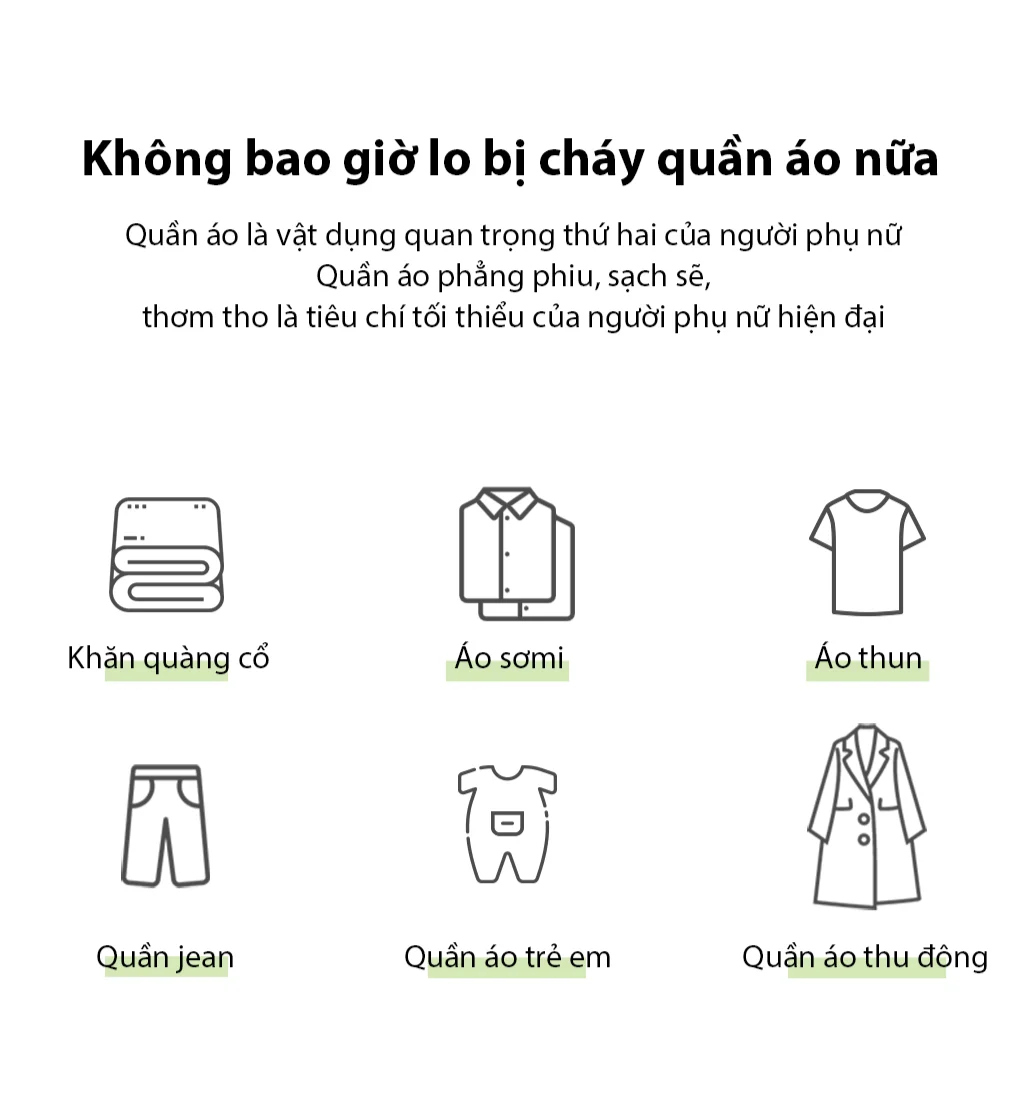 Không bao giờ lo bị cháy quần áo nữa
Quần áo là vật dụng quan trọng thứ hai của người phụ nữ
Quần áo phẳng phiu, sạch sẽ,
thơm tho là tiêu chí tối thiểu của người phụ nữ hiện đại
Khăn quàng cổ
Áo sơmi
Áo thun
Quần jean
Quần áo trẻ em
Quần áo thu đông